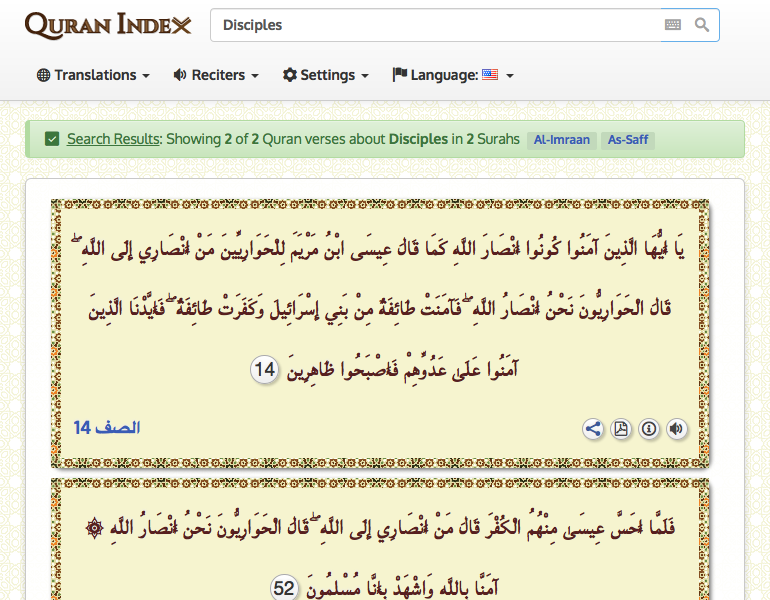 QURAN INDEX
Disciples
Translations Reciters Settings Language:
Search Results: Showing 2 of 2 Quran verses about Disciples in 2 Surahs Al-Imraan As-Saff
يَا أَيُّهَا الَّذِينَ آمَنُوا كُونُوا أَنْصَارَ اللَّهِ كَمَا قَالَ عِيسَى ابْنُ مَرْيَمَ لِلْحَوَارِيِّينَ مَنْ أَنْصَارِي إِلَى اللَّهِ ۖ
قَالَ الْحَوَارِيُّونَ نَحْنُ أَنْصَارُ اللَّهِ ۖ فَآمَنَتْ طَائِفَةٌ مِنْ بَنِي إِسْرَائِيلَ وَكَفَرَتْ طَائِفَةٌ ۖ فَأَيَّدْنَا الَّذِينَ
آمَنُوا عَلَىٰ عَدُوِّهِمْ فَأَصْبَحُوا ظَاهِرِينَ 14
الصف 14
۞ فَلَمَّا أَحَسَّ عِيسَىٰ مِنْهُمُ الْكُفْرَ قَالَ مَنْ أَنْصَارِي إِلَى اللَّهِ ۖ قَالَ الْحَوَارِيُّونَ نَحْنُ أَنْصَارُ اللَّهِ
آمَنَّا بِاللَّهِ وَاشْهَدْ بِأَنَّا مُسْلِمُونَ 52